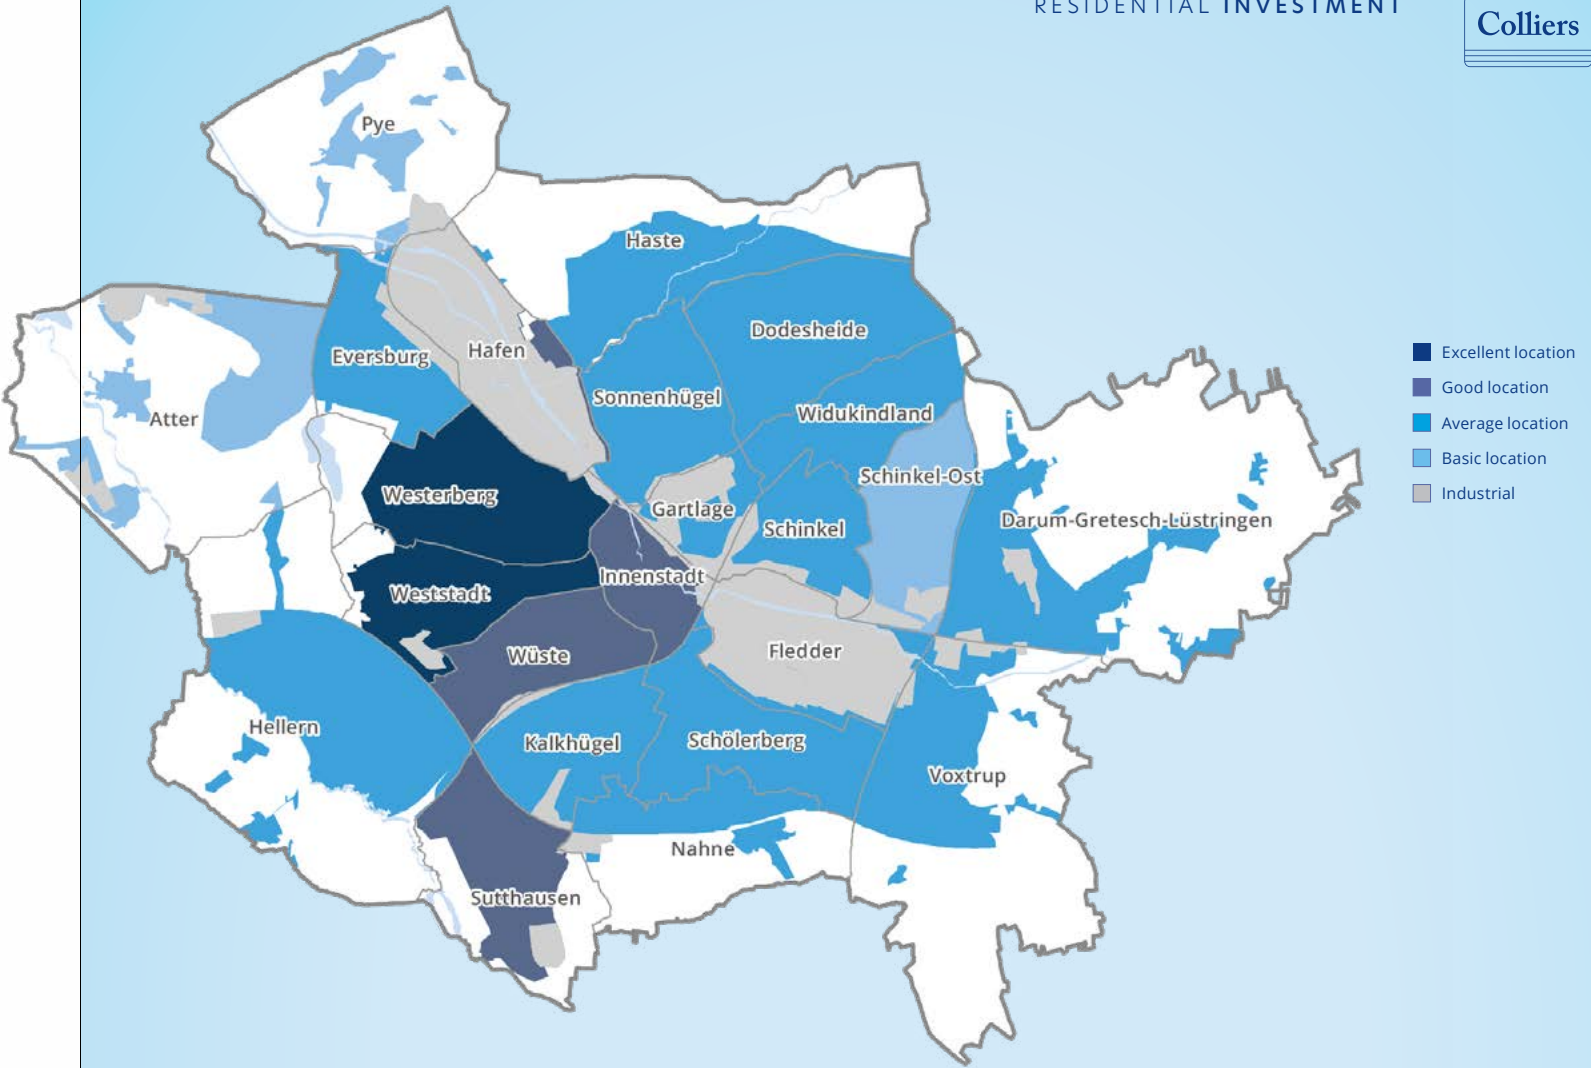 RESIDENTIAL INVESTMENT
Colliers
Pye
Haste
Dodesheide
Hafen
Eversburg
Sonnenhügel
Widukindland
Atter
Schinkel-Ost
Westerberg
Gartlage
Schinkel
Darum-Gretesch-Lüstringen
Innenstadt
Weststadt
Wüste
Fledder
Hellern
Kalkhügel
Schölerberg
Voxtrup
Nahne
Sutthausen
Excellent location
Good location
Average location
Basic location
Industrial